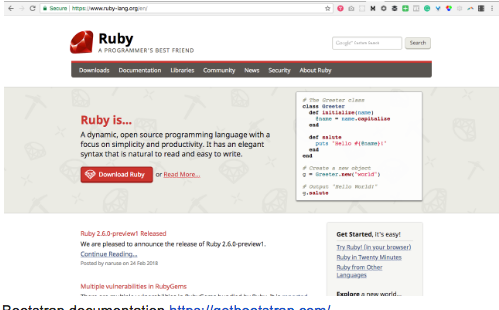 Secure | https://www.ruby-lang.org/en/
Ruby
A PROGRAMMER'S BEST FRIEND
Google™ Custom Search
Search
Downloads Documentation Libraries Community News Security About Ruby
Ruby is...
A dynamic, open source programming language with a
focus on simplicity and productivity. It has an elegant
syntax that is natural to read and easy to write.
Download Ruby or Read More...
# The Greeter class
class Greeter
def initialize(name)
@name = name.capitalize
end
def salute
puts "Hello #{@name}!"
end
end
# Create a new object
g = Greeter.new("world")
# Output "Hello World!"
g.salute
Ruby 2.6.0-preview1 Released
We are pleased to announce the release of Ruby 2.6.0-preview1.
Continue Reading...
Posted by naruse on 24 Feb 2018
Multiple vulnerabilities in RubyGems
Get Started, it's easy!
Try Ruby! (in your browser)
Ruby in Twenty Minutes
Ruby from Other
Languages
Explore a new world...
Bootstrap documentation https://getbootstrap.com/